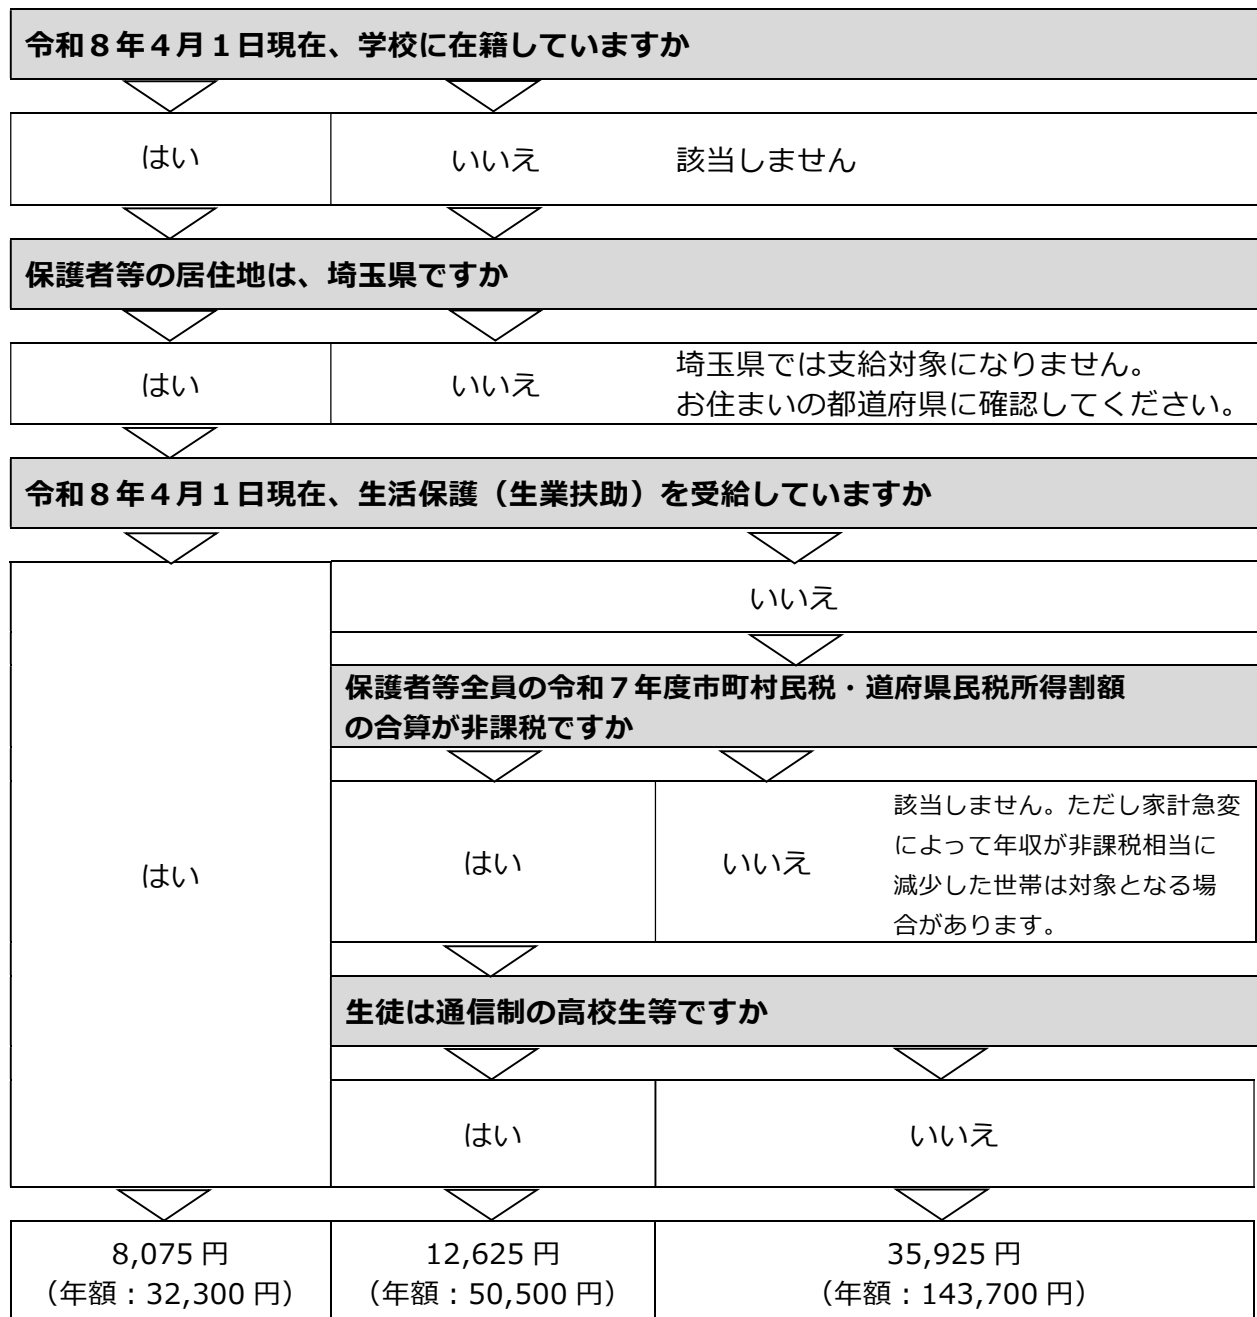 令和８年４月１日現在、学校に在籍していますか
はい
いいえ
該当しません
保護者等の居住地は、埼玉県ですか
はい
いいえ
埼玉県では支給対象になりません。
お住まいの都道府県に確認してください。
令和８年４月１日現在、生活保護（生業扶助）を受給していますか
はい
いいえ
保護者等全員の令和７年度市町村民税・道府県民税所得割額
の合算が非課税ですか
はい
いいえ
該当しません。ただし家計急変
によって年収が非課税相当に
減少した世帯は対象となる場
合があります。
生徒は通信制の高校生等ですか
はい
いいえ
8,075 円
（年額：32,300 円）
12,625 円
（年額：50,500 円）
35,925 円
（年額：143,700 円）